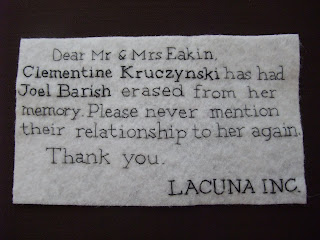 Dear Mr & Mrs Eakin,
Clementine Kruczynski has had
Joel Barish erased from her
memory. Please never mention
their relationship to her again.
Thank you.
LACUNA INC.